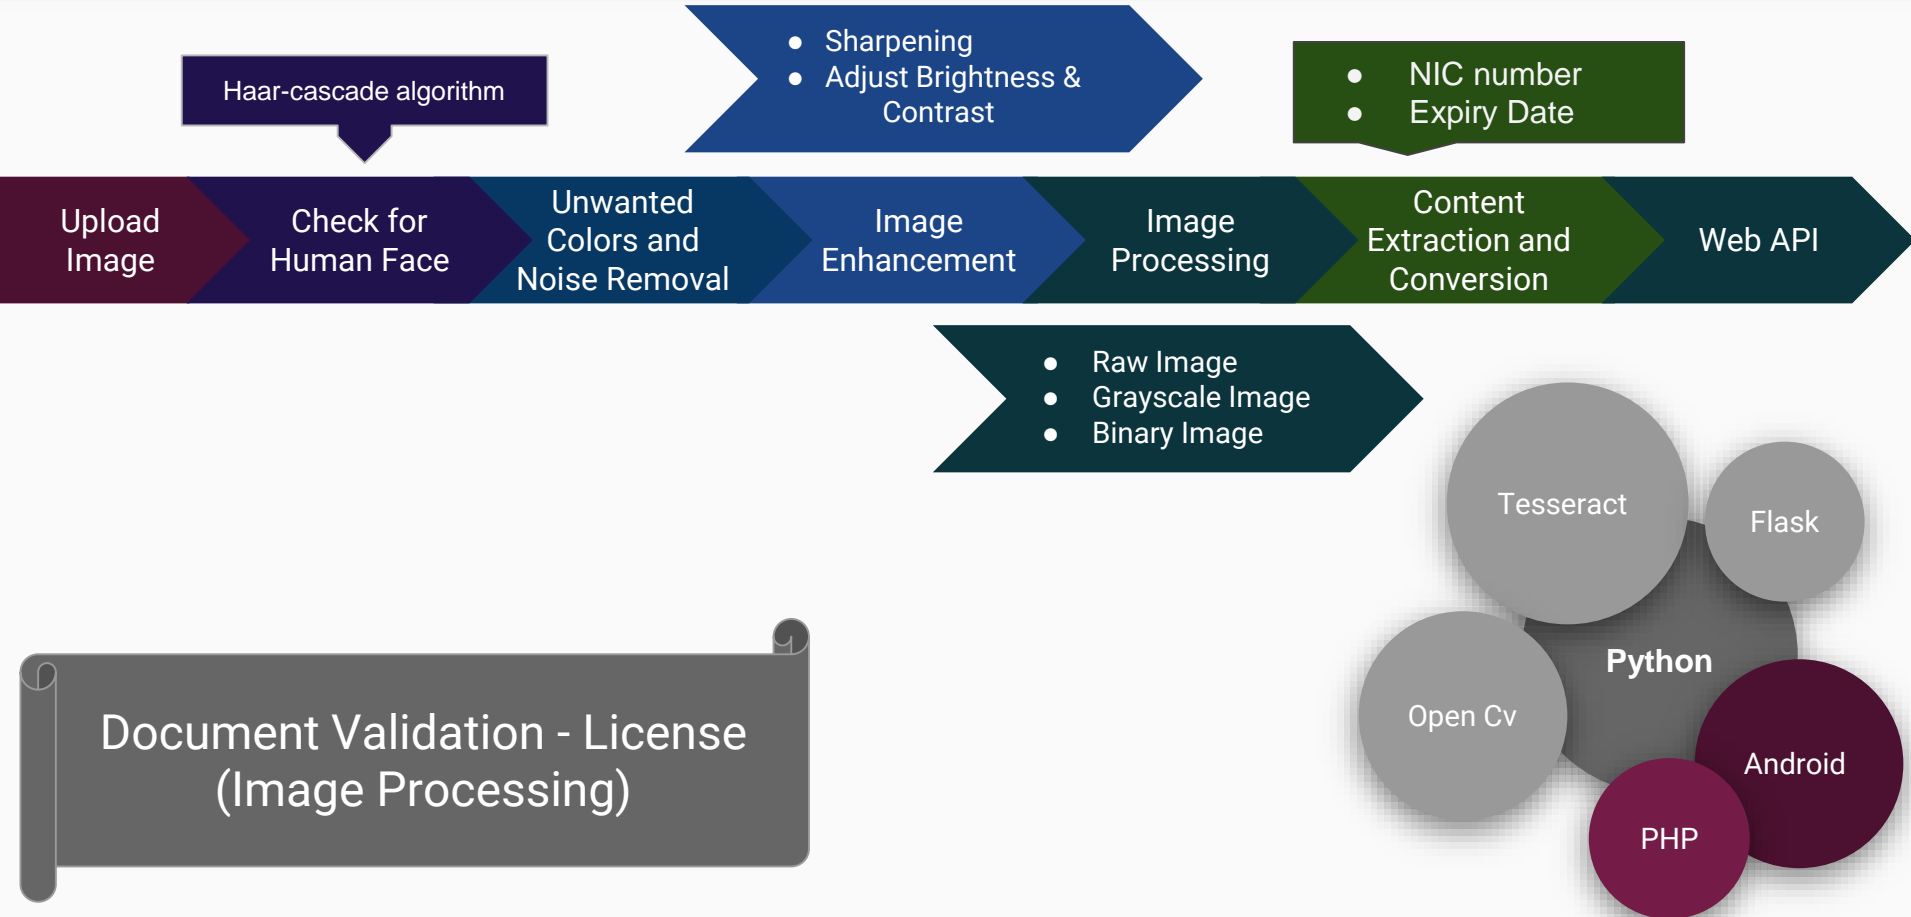 ● Sharpening
● Adjust Brightness &
Contrast
Haar-cascade algorithm
● NIC number
● Expiry Date
Upload
Image
Check for
Human Face
Unwanted
Colors and
Noise Removal
Image
Enhancement
Image
Processing
Content
Extraction and
Conversion
Web API
● Raw Image
● Grayscale Image
● Binary Image
Tesseract
Flask
Python
Open Cv
Android
PHP
Document Validation - License
(Image Processing)